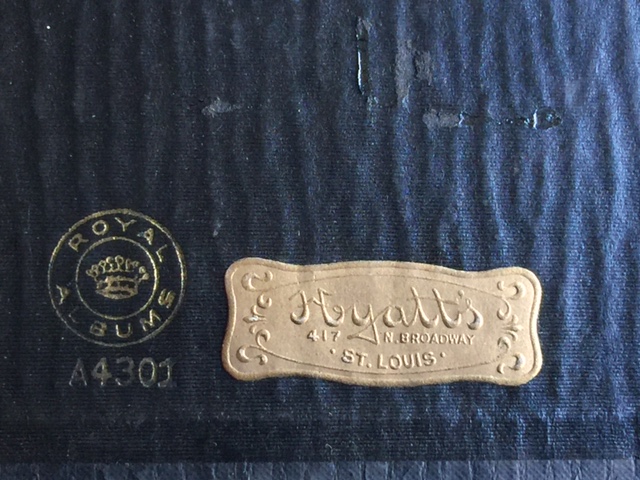 ROYAL
ALBUMS
A4301
Hyatt's
417 N. BROADWAY
· ST. LOUIS ·